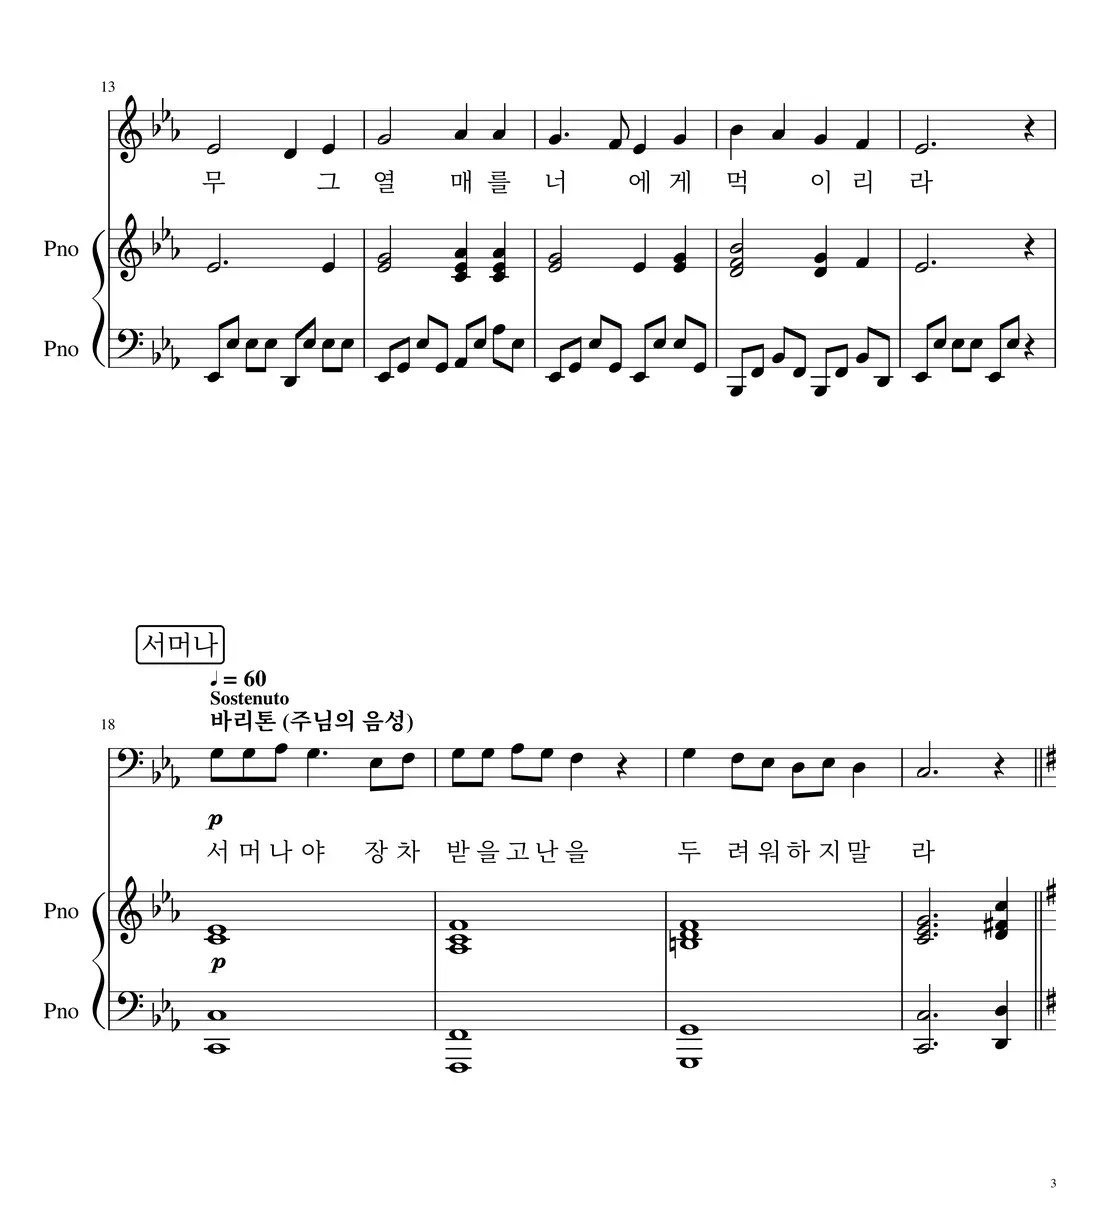 13
무 그 열 매 를 너 에 게 먹 이 리 라
Pno
Pno
서머나
♩ = 60
Sostenuto
바리톤 (주님의 음성)
18
p
서 머 나 야 장 차 받 을 고 난 을 두 려 워 하 지 말 라
Pno
p
Pno
3